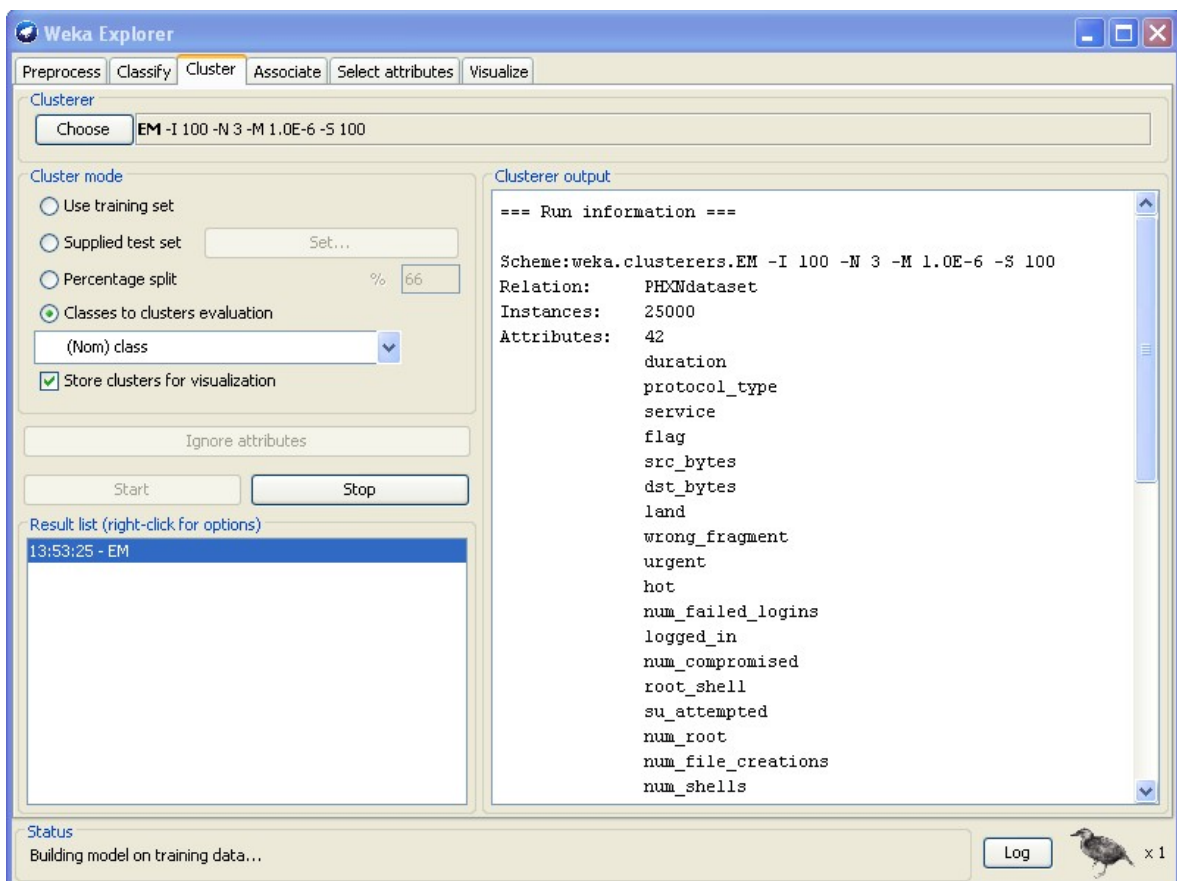 Weka Explorer
Preprocess Classify Cluster Associate Select attributes Visualize
Clusterer
Choose EM -I 100 -N 3 -M 1.0E-6 -S 100
Cluster mode
Use training set
Supplied test set Set...
Percentage split % 66
Classes to clusters evaluation
(Nom) class
Store clusters for visualization
Ignore attributes
Start Stop
Result list (right-click for options)
13:53:25 - EM
Clusterer output
=== Run information ===
Scheme:weka.clusterers.EM -I 100 -N 3 -M 1.0E-6 -S 100
Relation: PHXNdataset
Instances: 25000
Attributes: 42
duration
protocol_type
service
flag
src_bytes
dst_bytes
land
wrong_fragment
urgent
hot
num_failed_logins
logged_in
num_compromised
root_shell
su_attempted
num_root
num_file_creations
num_shells
Status
Building model on training data...
Log x 1